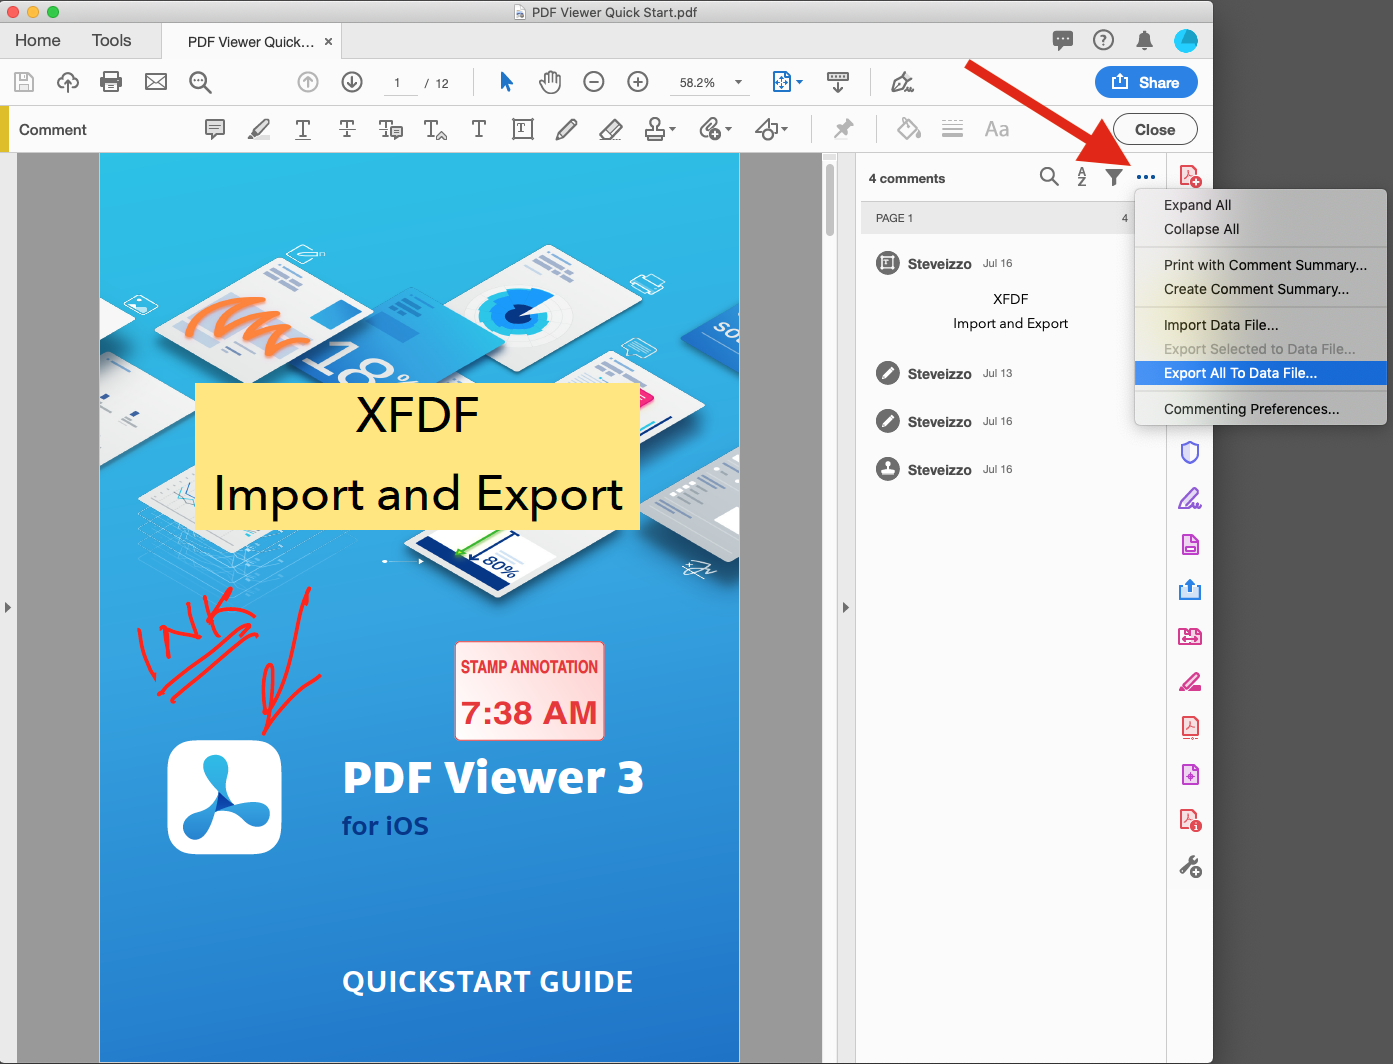 PDF Viewer Quick Start.pdf
Home
Tools
PDF Viewer Quick... ×
1 / 12
58.2%
Share
Comment
Aa
Close
4 comments
A
Z
PAGE 1
4
Steveizzo Jul 16
XFDF
Import and Export
Steveizzo Jul 13
Steveizzo Jul 16
Steveizzo Jul 16
Expand All
Collapse All
Print with Comment Summary...
Create Comment Summary...
Import Data File...
Export Selected to Data File...
Export All To Data File...
Commenting Preferences...
18%
XFDF
Import and Export
80%
INK
STAMP ANNOTATION
7:38 AM
PDF Viewer 3
for iOS
QUICKSTART GUIDE